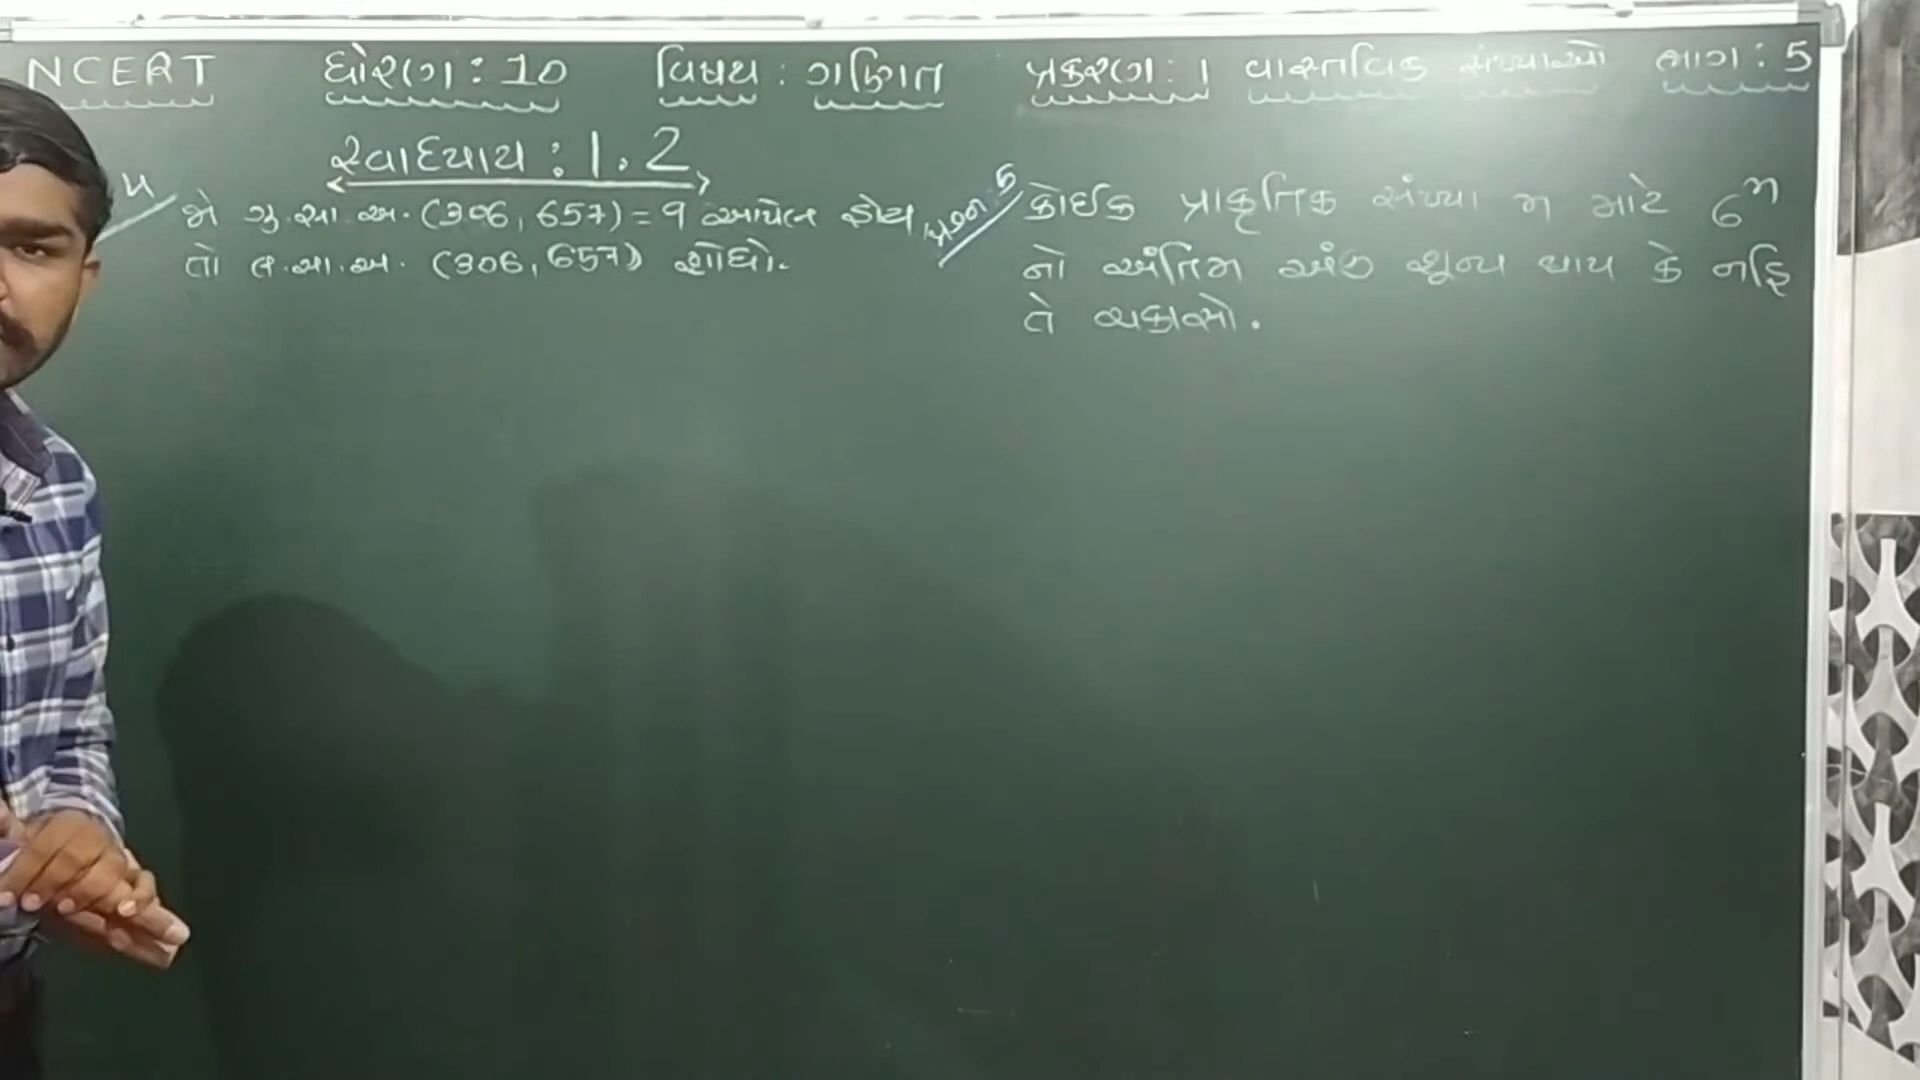 NCERT ધોરણ : 10 વિષય : ગણિત પ્રકરણ : 1 વાસ્તવિક સંખ્યાઓ ભાગ : 5
સ્વાધ્યાય : 1.2
૫ જો ગુ.સા.અ. (306, 657) = 9 આપેલ હોય
તો લ.સા.અ. (306, 657) શોધો.
પ્રશ્ન 5 કોઈક પ્રાકૃતિક સંખ્યા n માટે 6ⁿ
નો અંતિમ અંક શૂન્ય થાય કે નહિ
તે ચકાસો.